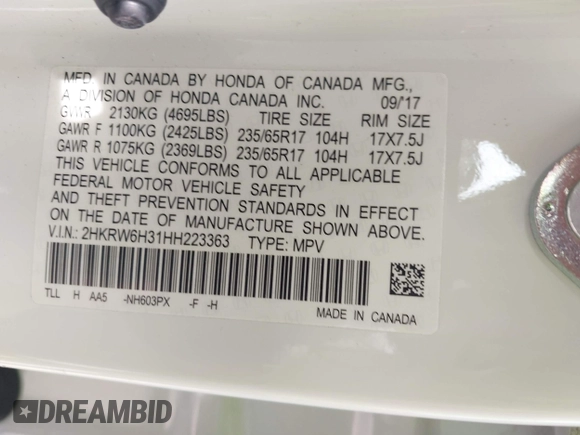 MFD. IN CANADA BY HONDA OF CANADA MFG.,
A DIVISION OF HONDA CANADA INC. 09/'17
GVWR 2130KG (4695LBS) TIRE SIZE RIM SIZE
GAWR F 1100KG (2425LBS) 235/65R17 104H 17X7.5J
GAWR R 1075KG (2369LBS) 235/65R17 104H 17X7.5J
THIS VEHICLE CONFORMS TO ALL APPLICABLE
FEDERAL MOTOR VEHICLE SAFETY
AND THEFT PREVENTION STANDARDS IN EFFECT
ON THE DATE OF MANUFACTURE SHOWN ABOVE.
V.I.N.: 2HKRW6H31HH223363 TYPE: MPV
TLL H AA5 -NH603PX -F -H
MADE IN CANADA
DREAMBID